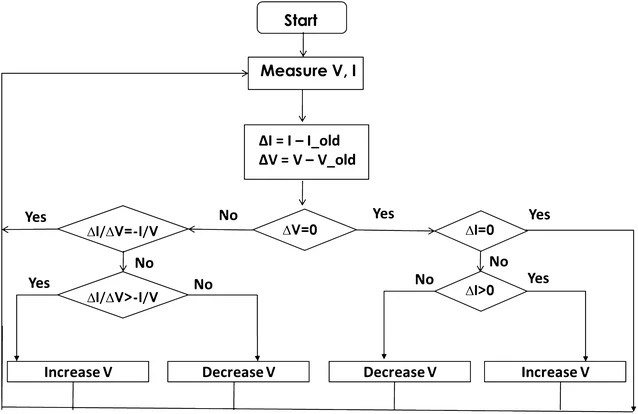 Start
Measure V, I
ΔI = I – I_old
ΔV = V – V_old
Yes
ΔI/ΔV=-I/V
No
ΔV=0
Yes
ΔI=0
Yes
No
No
Yes
ΔI/ΔV>-I/V
No
No
ΔI>0
Yes
Increase V
Decrease V
Decrease V
Increase V